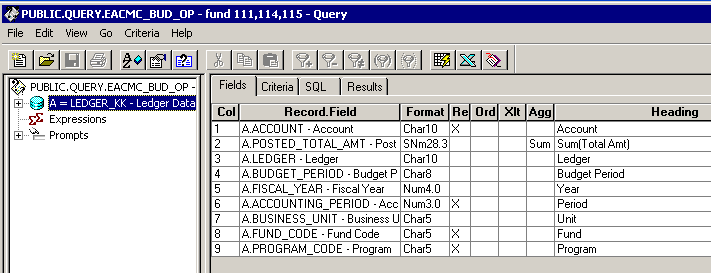 PUBLIC.QUERY.EACMC_BUD_OP - fund 111,114,115 - Query
File Edit View Go Criteria Help
PUBLIC.QUERY.EACMC_BUD_OP -
A = LEDGER_KK - Ledger Data
Expressions
Prompts
Fields Criteria SQL Results
Col Record.Field Format Re Ord Xlt Agg Heading
1 A.ACCOUNT - Account Char10 X Account
2 A.POSTED_TOTAL_AMT - Post SNm28.3 Sum Sum(Total Amt)
3 A.LEDGER - Ledger Char10 Ledger
4 A.BUDGET_PERIOD - Budget P Char8 Budget Period
5 A.FISCAL_YEAR - Fiscal Year Num4.0 Year
6 A.ACCOUNTING_PERIOD - Acc Num3.0 X Period
7 A.BUSINESS_UNIT - Business U Char5 Unit
8 A.FUND_CODE - Fund Code Char5 X Fund
9 A.PROGRAM_CODE - Program Char5 X Program